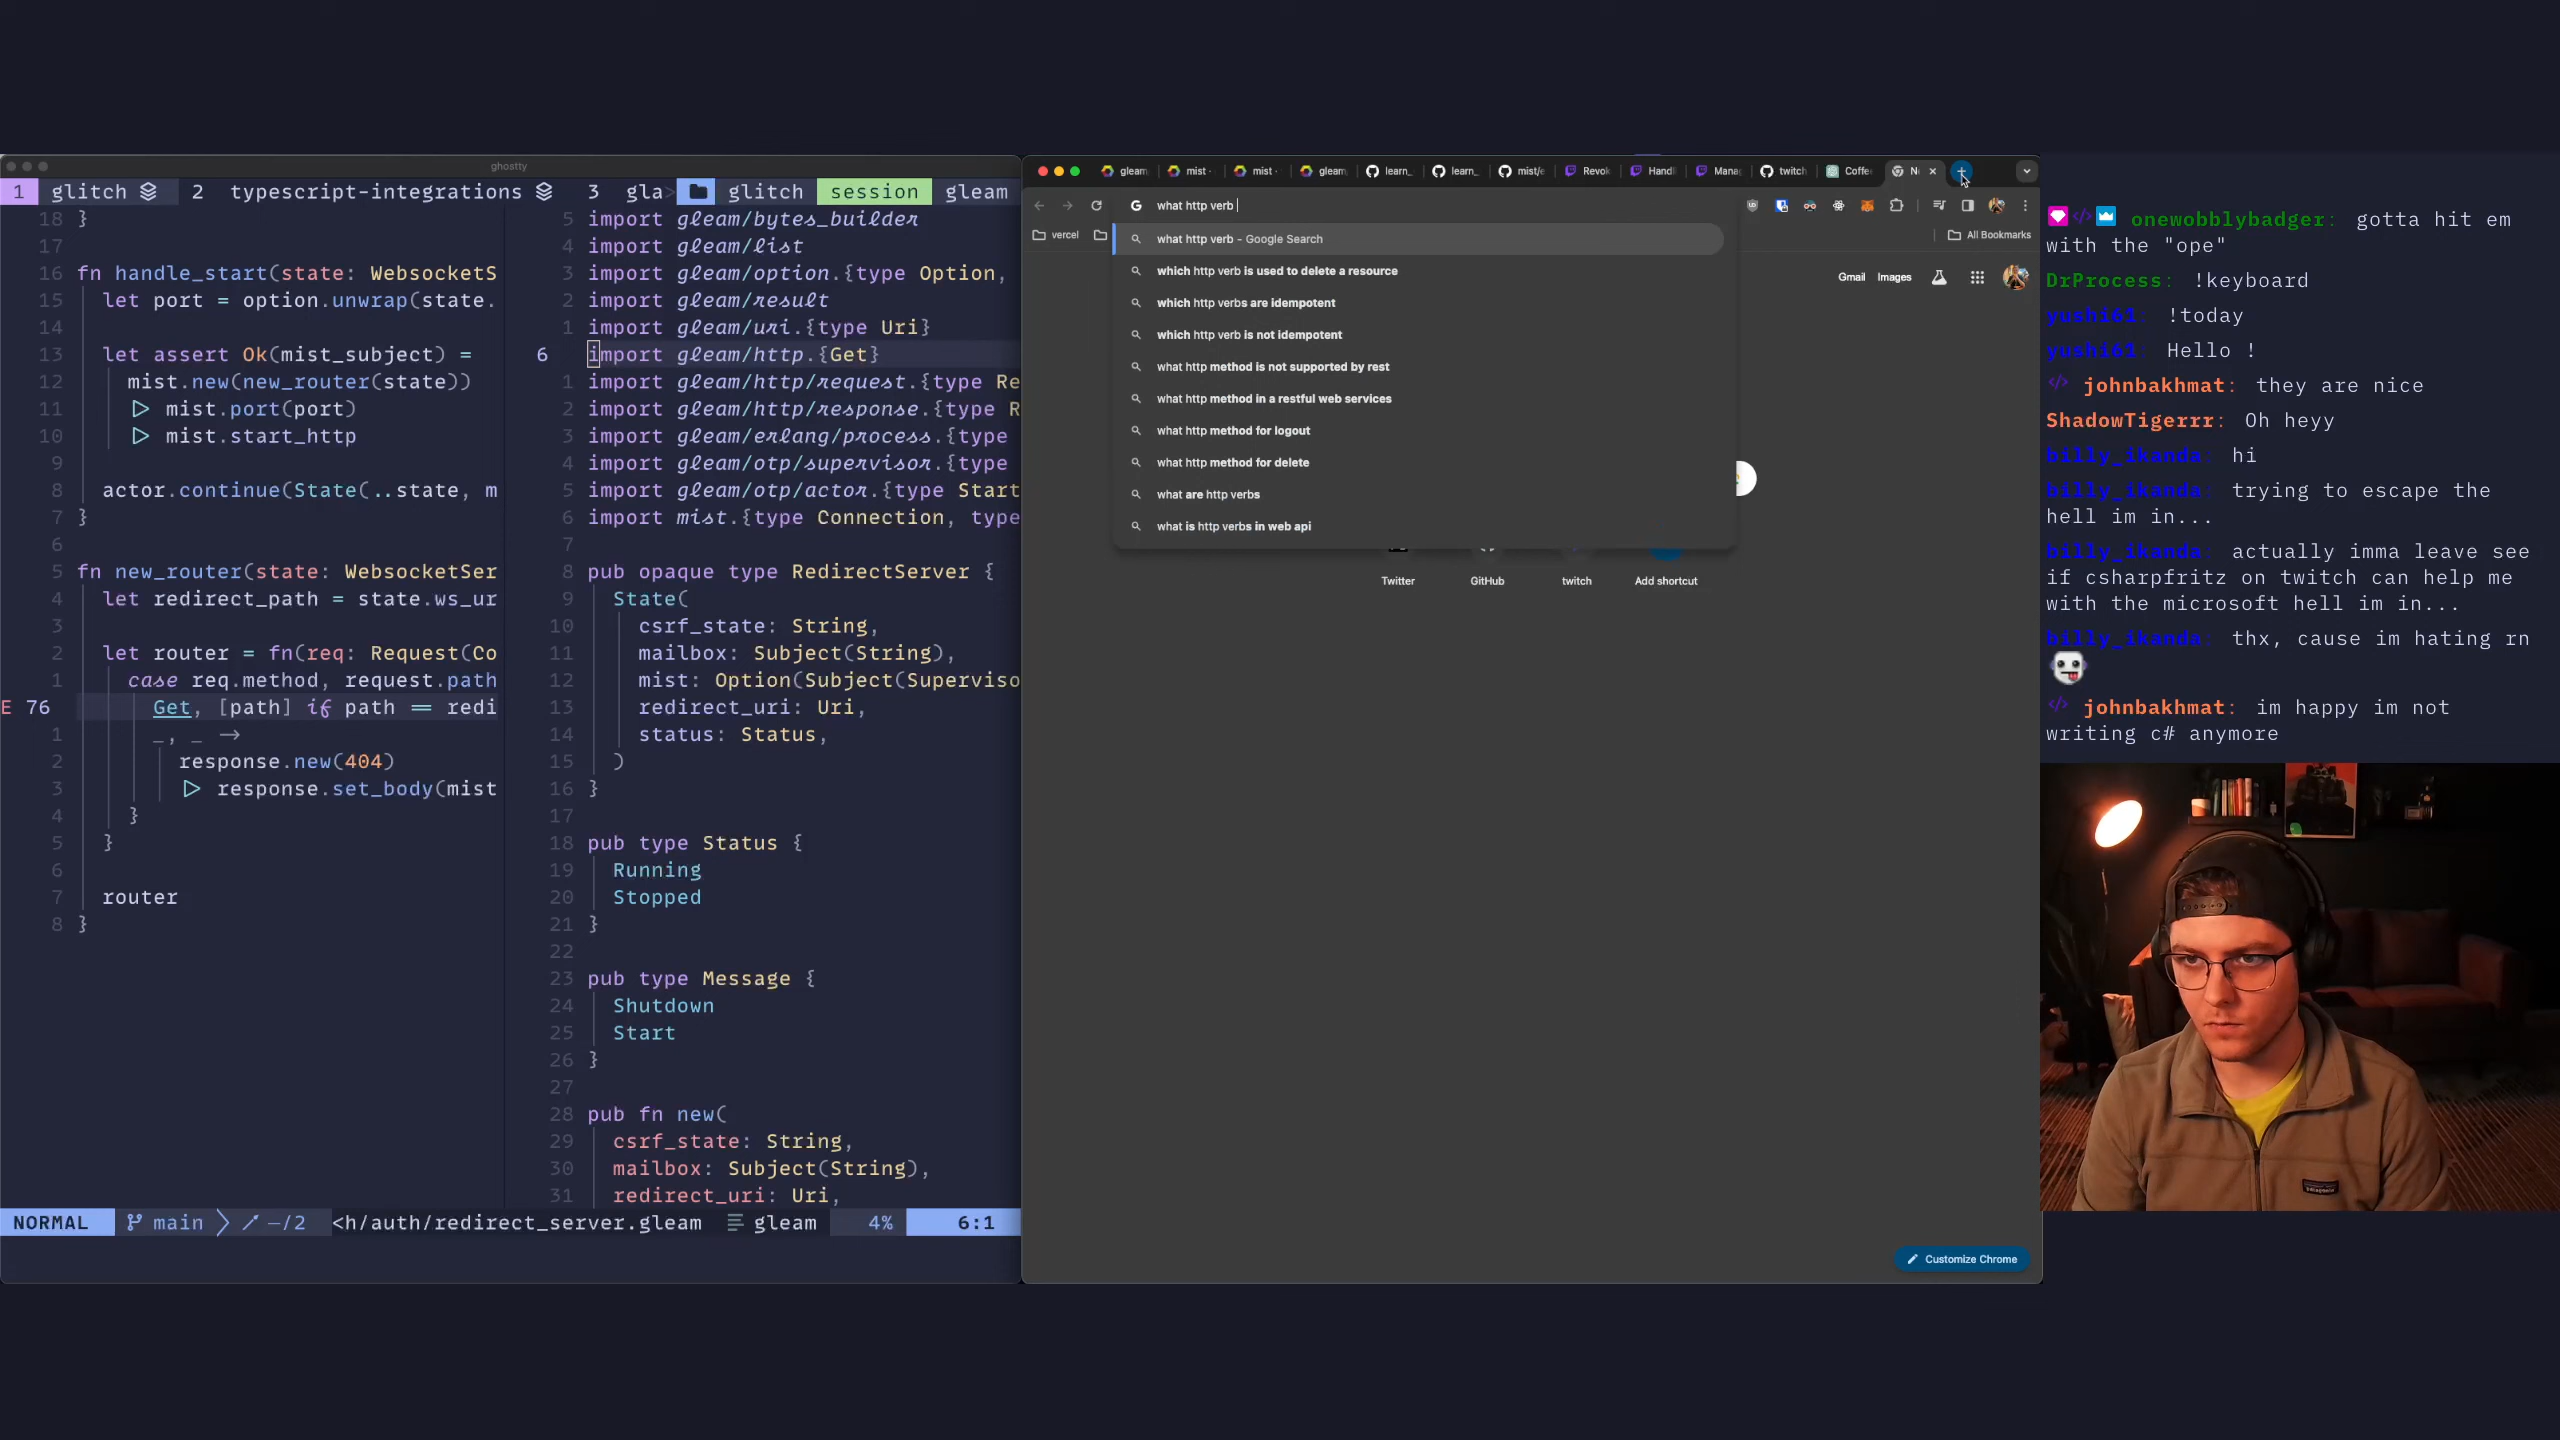 ghostty
1 glitch 2 typescript-integrations 3 gla> glitch session gleam
18 }
17
16 fn handle_start(state: WebsocketS
15 let port = option.unwrap(state.
14
13 let assert Ok(mist_subject) =
12 mist.new(new_router(state))
11 ▷ mist.port(port)
10 ▷ mist.start_http
9
8 actor.continue(State(..state, m
7 }
6
5 fn new_router(state: WebsocketSer
4 let redirect_path = state.ws_ur
3
2 let router = fn(req: Request(Co
1 case req.method, request.path
E 76 Get, [path] if path == redi
1 _, _ →
2 response.new(404)
3 ▷ response.set_body(mist
4 }
5 }
6
7 router
8 }
5 import gleam/bytes_builder
4 import gleam/list
3 import gleam/option.{type Option,
2 import gleam/result
1 import gleam/uri.{type Uri}
6 import gleam/http.{Get}
1 import gleam/http/request.{type Re
2 import gleam/http/response.{type R
3 import gleam/erlang/process.{type
4 import gleam/otp/supervisor.{type
5 import gleam/otp/actor.{type Start
6 import mist.{type Connection, type
7
8 pub opaque type RedirectServer {
9 State(
10 csrf_state: String,
11 mailbox: Subject(String),
12 mist: Option(Subject(Superviso
13 redirect_uri: Uri,
14 status: Status,
15 )
16 }
17
18 pub type Status {
19 Running
20 Stopped
21 }
22
23 pub type Message {
24 Shutdown
25 Start
26 }
27
28 pub fn new(
29 csrf_state: String,
30 mailbox: Subject(String),
31 redirect_uri: Uri,
NORMAL main –/2 <h/auth/redirect_server.gleam gleam 4% 6:1
gleam mist mist gleam learn_ learn_ mist/e Revok Handl Mana twitch Coffe N
what http verb
vercel
All Bookmarks
what http verb - Google Search
which http verb is used to delete a resource
which http verbs are idempotent
which http verb is not idempotent
what http method is not supported by rest
what http method in a restful web services
what http method for logout
what http method for delete
what are http verbs
what is http verbs in web api
Gmail Images
Twitter GitHub twitch Add shortcut
Customize Chrome
onewobblybadger: gotta hit em
with the "ope"
DrProcess: !keyboard
yushi61: !today
yushi61: Hello !
johnbakhmat: they are nice
ShadowTigerrr: Oh heyy
billy_ikanda: hi
billy_ikanda: trying to escape the
hell im in...
billy_ikanda: actually imma leave see
if csharpfritz on twitch can help me
with the microsoft hell im in...
billy_ikanda: thx, cause im hating rn
johnbakhmat: im happy im not
writing c# anymore